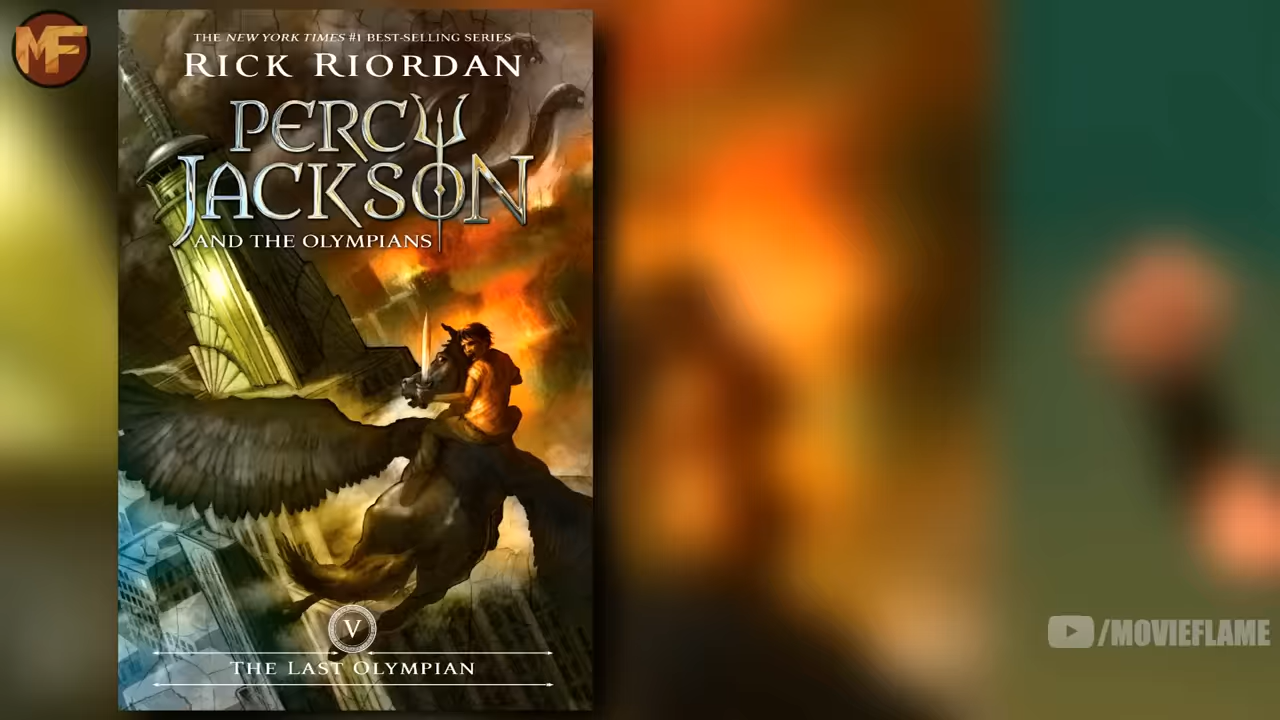 MF
THE NEW YORK TIMES #1 BEST-SELLING SERIES
RICK RIORDAN
PERCY
JACKSON
AND THE OLYMPIANS
V
THE LAST OLYMPIAN
/MOVIEFLAME